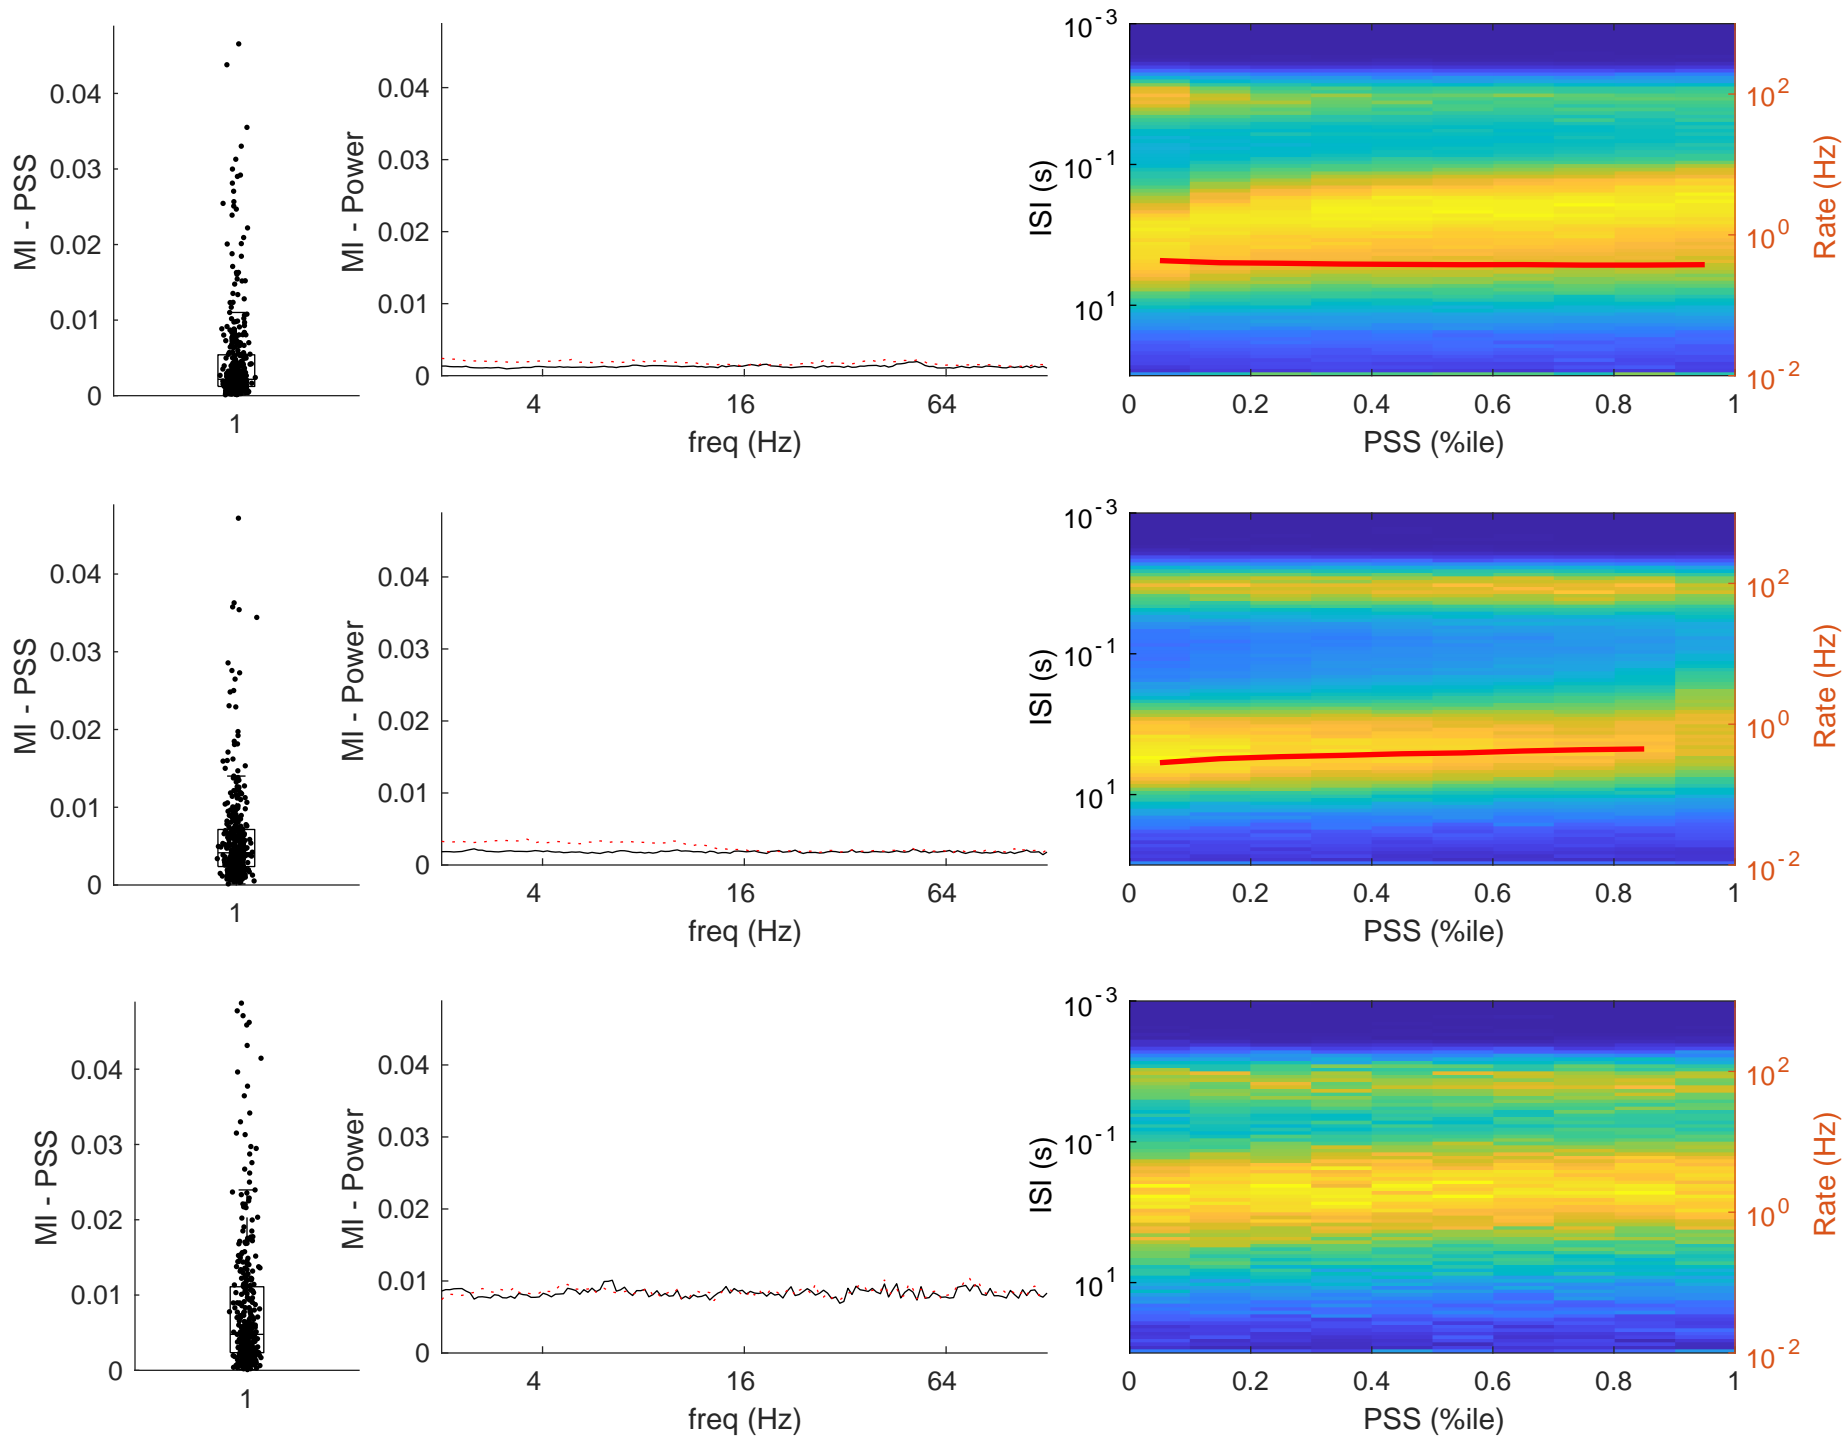 MI - PSS
0.04
0.03
0.02
0.01
0
1
MI - Power
0.04
0.03
0.02
0.01
0
4 16 64
freq (Hz)
ISI (s)
10^-3
10^-1
10^1
0 0.2 0.4 0.6 0.8 1
PSS (%ile)
10^2
10^0
10^-2
Rate (Hz)
MI - PSS
0.04
0.03
0.02
0.01
0
1
MI - Power
0.04
0.03
0.02
0.01
0
4 16 64
freq (Hz)
ISI (s)
10^-3
10^-1
10^1
0 0.2 0.4 0.6 0.8 1
PSS (%ile)
10^2
10^0
10^-2
Rate (Hz)
MI - PSS
0.04
0.03
0.02
0.01
0
1
MI - Power
0.04
0.03
0.02
0.01
0
4 16 64
freq (Hz)
ISI (s)
10^-3
10^-1
10^1
0 0.2 0.4 0.6 0.8 1
PSS (%ile)
10^2
10^0
10^-2
Rate (Hz)